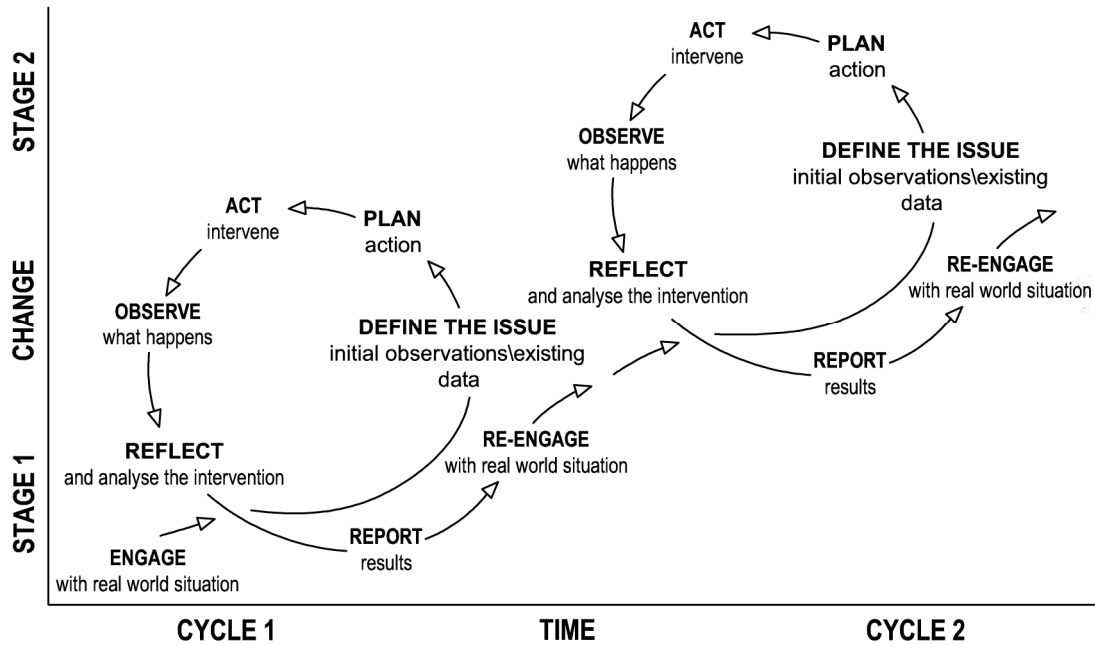 STAGE 2
CHANGE
STAGE 1
ACT
intervene
PLAN
action
OBSERVE
what happens
DEFINE THE ISSUE
initial observations\existing
data
REFLECT
and analyse the intervention
RE-ENGAGE
with real world situation
REPORT
results
ACT
intervene
PLAN
action
OBSERVE
what happens
DEFINE THE ISSUE
initial observations\existing
data
REFLECT
and analyse the intervention
RE-ENGAGE
with real world situation
REPORT
results
ENGAGE
with real world situation
CYCLE 1
TIME
CYCLE 2